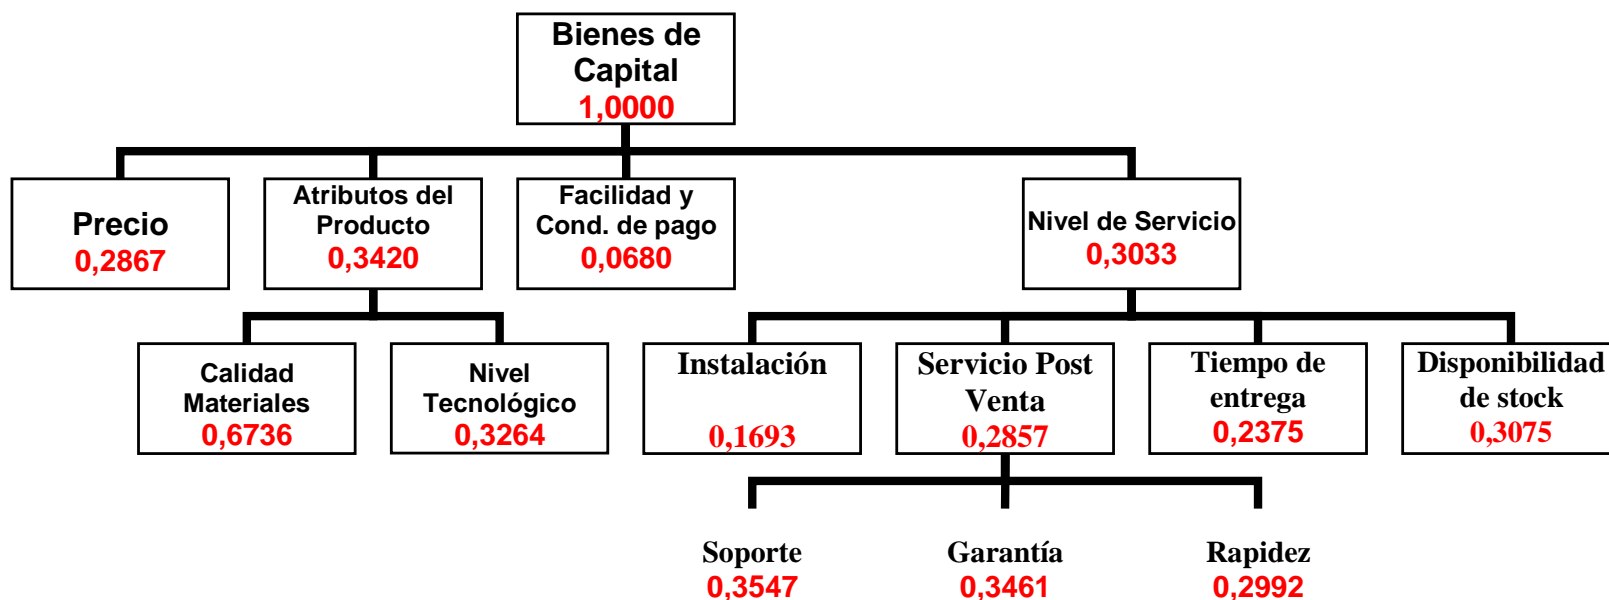 Bienes de
Capital
1,0000
Precio
0,2867
Atributos del
Producto
0,3420
Facilidad y
Cond. de pago
0,0680
Nivel de Servicio
0,3033
Calidad
Materiales
0,6736
Nivel
Tecnológico
0,3264
Instalación
0,1693
Servicio Post
Venta
0,2857
Tiempo de
entrega
0,2375
Disponibilidad
de stock
0,3075
Soporte
0,3547
Garantía
0,3461
Rapidez
0,2992